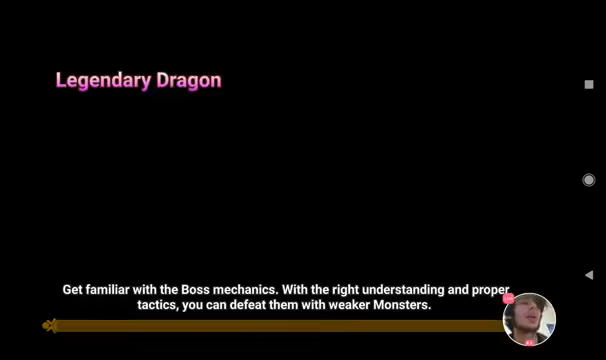 Legendary Dragon
Get familiar with the Boss mechanics. With the right understanding and proper
tactics, you can defeat them with weaker Monsters.